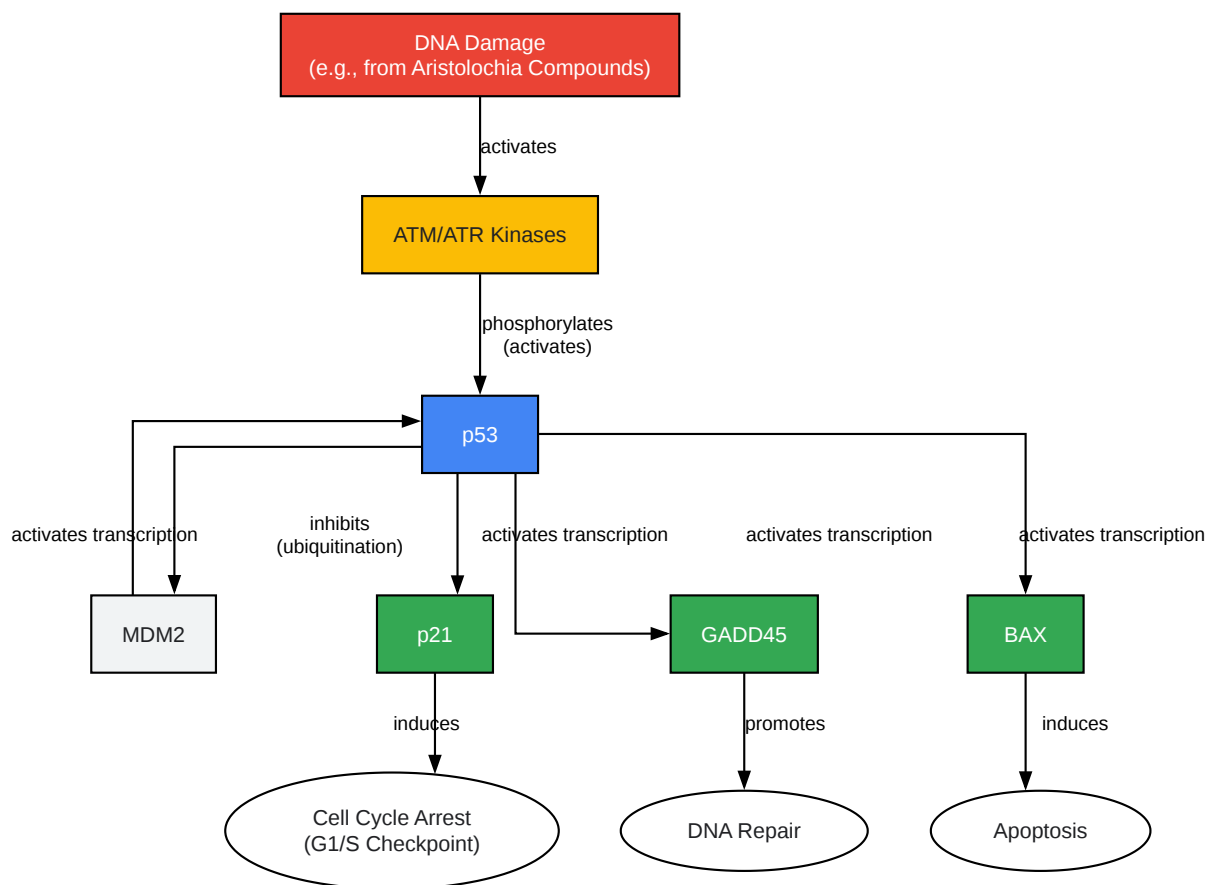 DNA Damage
(e.g., from Aristolochia Compounds)
activates
ATM/ATR Kinases
phosphorylates
(activates)
p53
activates transcription
inhibits
(ubiquitination)
activates transcription
activates transcription
activates transcription
MDM2
p21
GADD45
BAX
induces
promotes
induces
Cell Cycle Arrest
(G1/S Checkpoint)
DNA Repair
Apoptosis